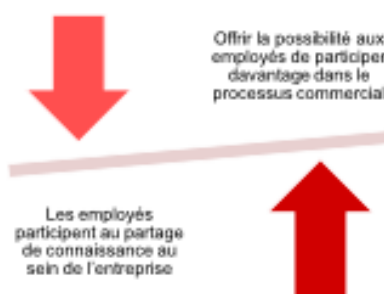 Offrir la possibilité aux
employés de participer
davantage dans le
processus commercial
Les employés
participent au partage
de connaissance au
sein de l'entreprise